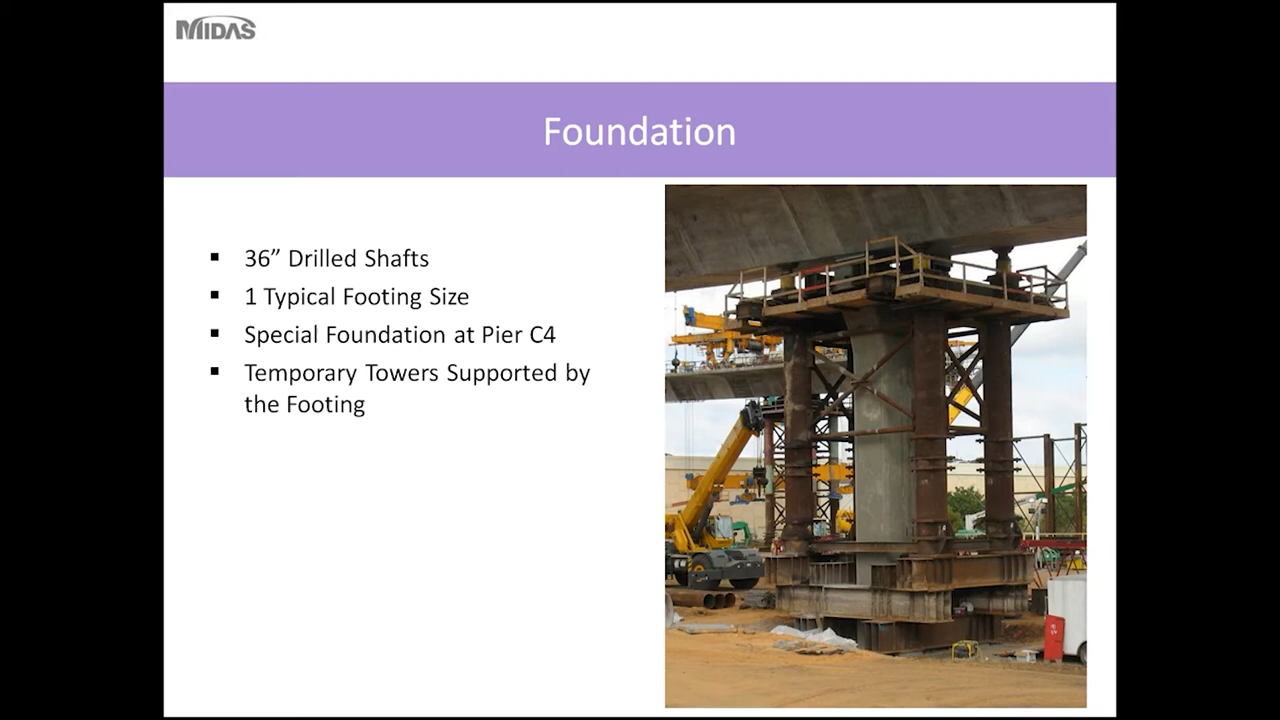 MIDAS
Foundation
▪ 36” Drilled Shafts
▪ 1 Typical Footing Size
▪ Special Foundation at Pier C4
▪ Temporary Towers Supported by
the Footing